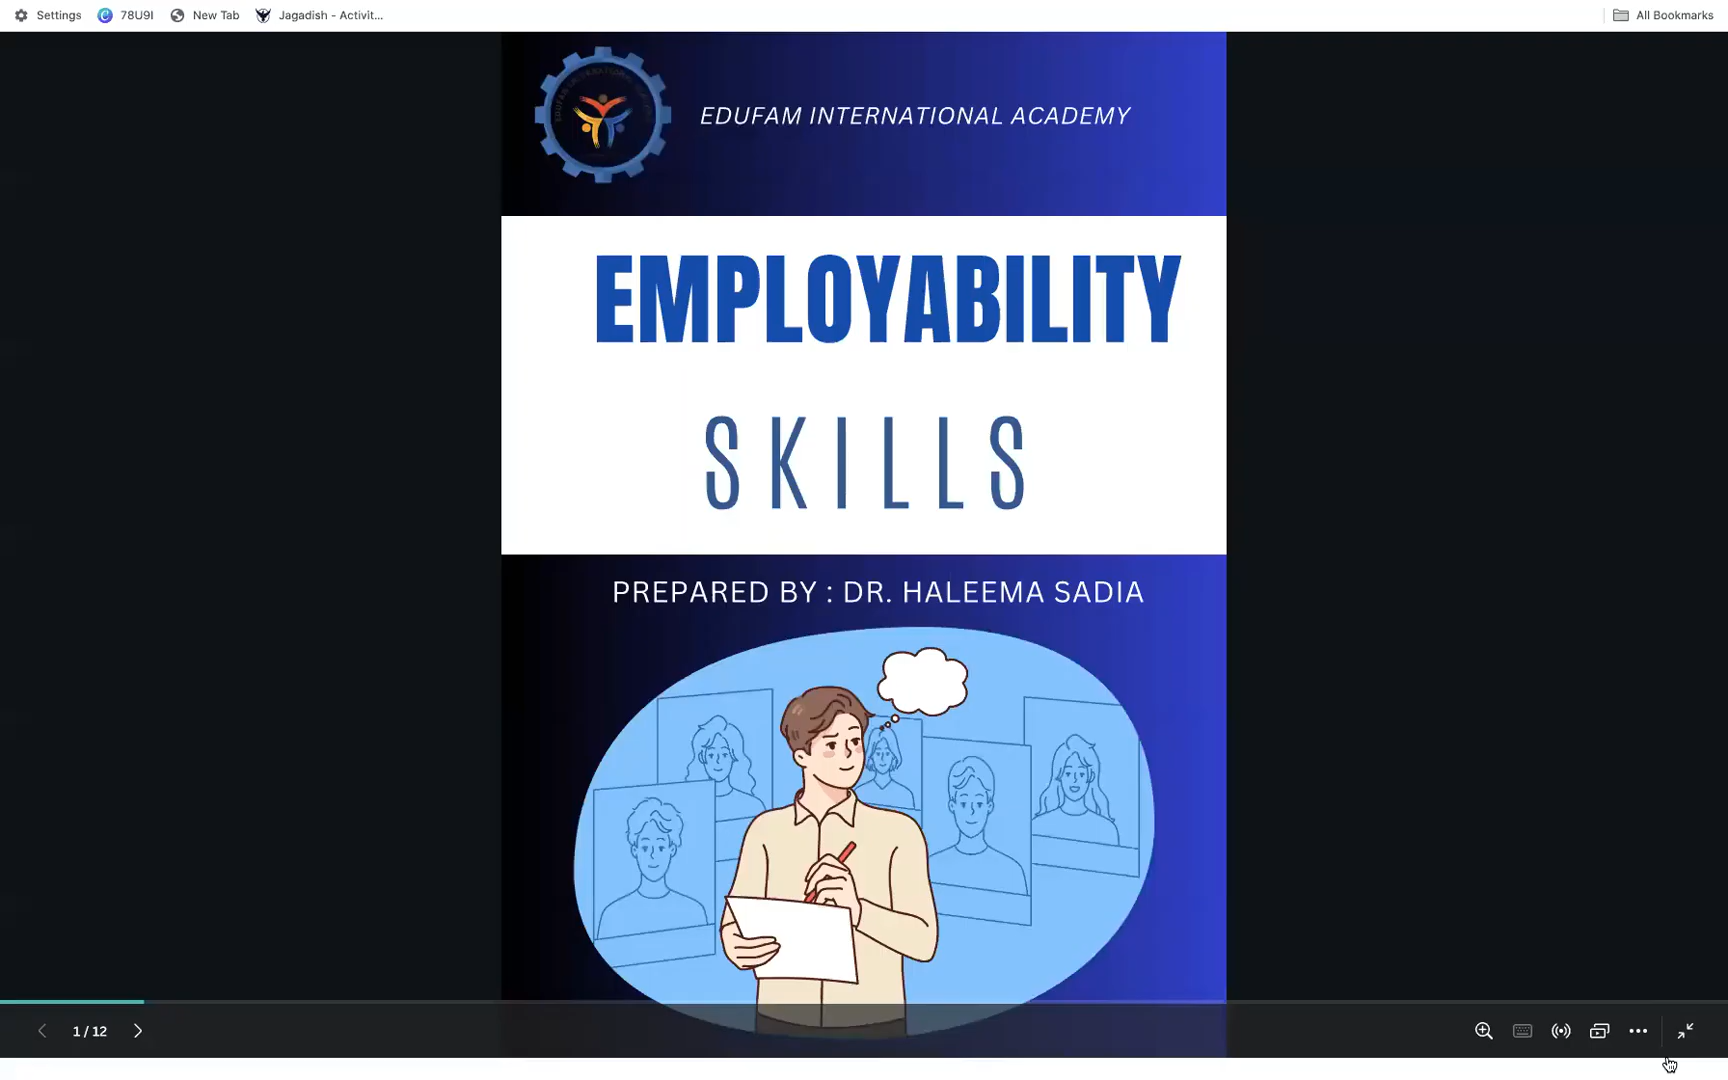 Settings
78U9I
New Tab
Jagadish - Activit...
All Bookmarks
EDUFAM INTERNATIONAL ACADEMY
EMPLOYABILITY
SKILLS
PREPARED BY : DR. HALEEMA SADIA
1 / 12